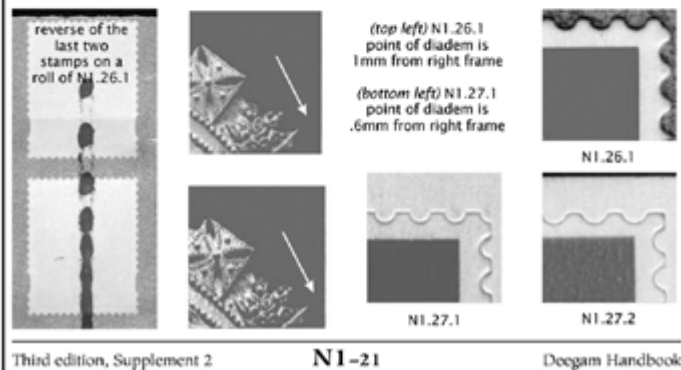 reverse of the
last two
stamps on a
roll of N1.26.1
(top left) N1.26.1
point of diadem is
1mm from right frame
(bottom left) N1.27.1
point of diadem is
.6mm from right frame
N1.26.1
N1.27.1
N1.27.2
Third edition, Supplement 2
N1–21
Deegam Handbook